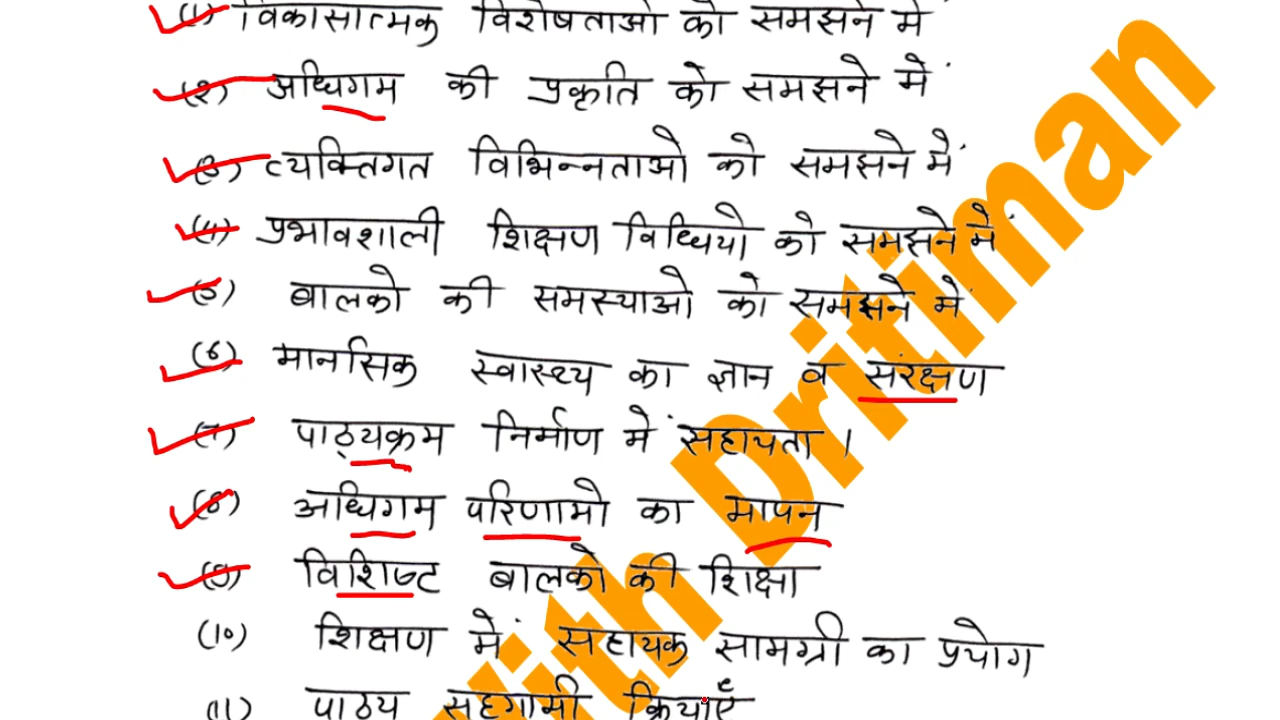 (1) विकासात्मक विशेषताओ को समझने में
(2) अधिगम की प्रकृति को समझने में
(3) व्यक्तिगत विभिन्नताओ को समझने में
(4) प्रभावशाली शिक्षण विधियो को समझने में
(5) बालको की समस्याओ को समझने में
(6) मानसिक स्वास्थ्य का ज्ञान व संरक्षण
(7) पाठ्यक्रम निर्माण में सहायता ।
(8) अधिगम परिणामो का मापन
(9) विशिष्ट बालको की शिक्षा
(10) शिक्षण में सहायक सामग्री का प्रयोग
(11) पाठ्य सहगामी क्रियाएँ
ith Dritiman